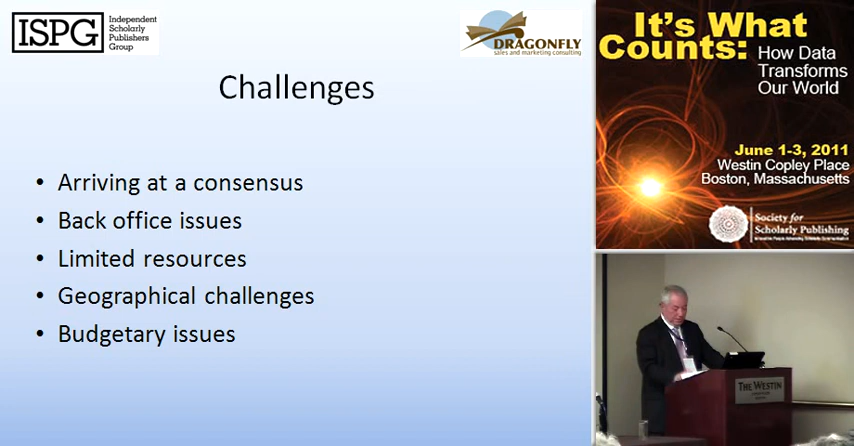 ISPG
Independent
Scholarly
Publishers
Group
DRAGONFLY
sales and marketing consulting
Challenges
• Arriving at a consensus
• Back office issues
• Limited resources
• Geographical challenges
• Budgetary issues
It's What
Counts:
How Data
Transforms
Our World
June 1-3, 2011
Westin Copley Place
Boston, Massachusetts
Society for
Scholarly Publishing
THE WESTIN